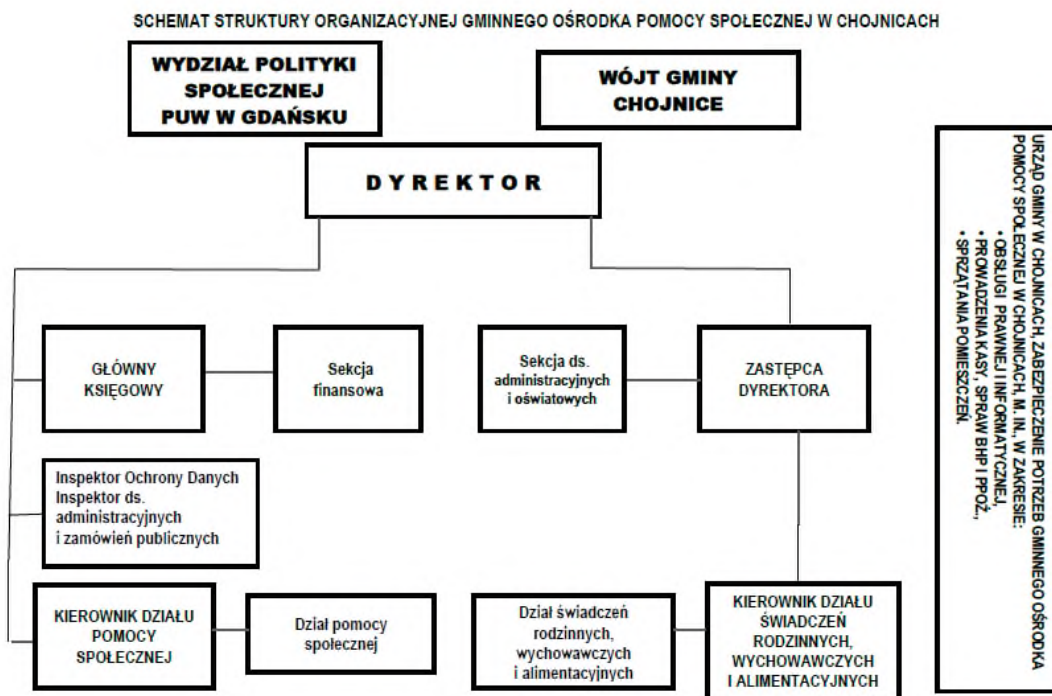 SCHEMAT STRUKTURY ORGANIZACYJNEJ GMINNEGO OŚRODKA POMOCY SPOŁECZNEJ W CHOJNICACH
WYDZIAŁ POLITYKI
SPOŁECZNEJ
PUW W GDAŃSKU
WÓJT GMINY
CHOJNICE
DYREKTOR
GŁÓWNY
KSIĘGOWY
Sekcja
finansowa
Sekcja ds.
administracyjnych
i oświatowych
ZASTĘPCA
DYREKTORA
Inspektor Ochrony Danych
Inspektor ds.
administracyjnych
i zamówień publicznych
KIEROWNIK DZIAŁU
POMOCY
SPOŁECZNEJ
Dział pomocy
społecznej
Dział świadczeń
rodzinnych,
wychowawczych
i alimentacyjnych
KIEROWNIK DZIAŁU
ŚWIADCZEŃ
RODZINNYCH,
WYCHOWAWCZYCH
I ALIMENTACYJNYCH
URZĄD GMINY W CHOJNICACH, ZABEZPIECZENIE POTRZEB GMINNEGO OŚRODKA
POMOCY SPOŁECZNEJ W CHOJNICACH, M. IN., W ZAKRESIE:
• OBSŁUGI PRAWNEJ I INFORMATYCZNEJ,
• PROWADZENIA KASY, SPRAW BHP I PPOŻ.,
• SPRZĄTANIA POMIESZCZEŃ.